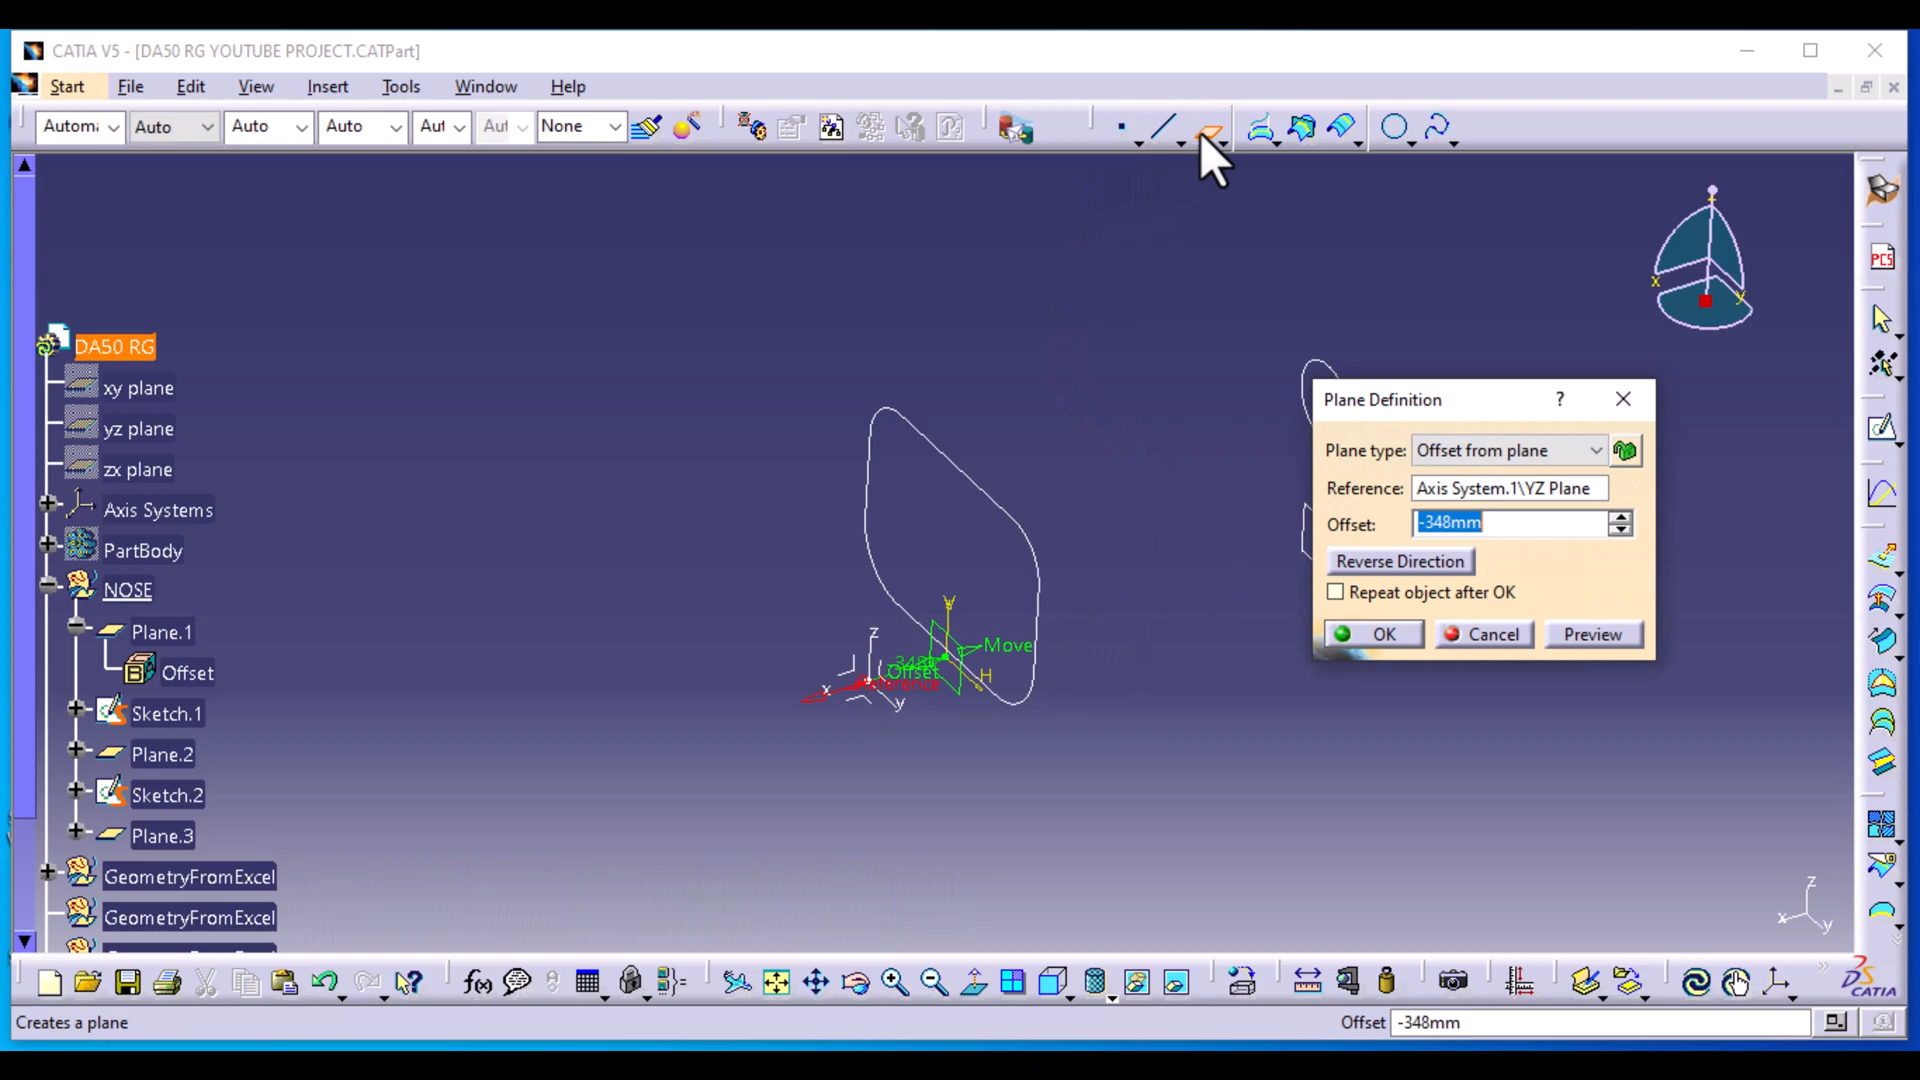 CATIA V5 - [DA50 RG YOUTUBE PROJECT.CATPart]
Start File Edit View Insert Tools Window Help
Auto Auto Auto None
PCS
x y
DA50 RG
xy plane
yz plane
zx plane
Axis Systems
PartBody
NOSE
Plane.1
Offset
Sketch.1
Plane.2
Sketch.2
Plane.3
GeometryFromExcel
GeometryFromExcel
Plane Definition ?
Plane type: Offset from plane
Reference: Axis System.1\YZ Plane
Offset: -348mm
Reverse Direction
Repeat object after OK
OK Cancel Preview
Move
H
z
Offset
x
y
z
x
y
f(x)
CATIA
Creates a plane
Offset -348mm